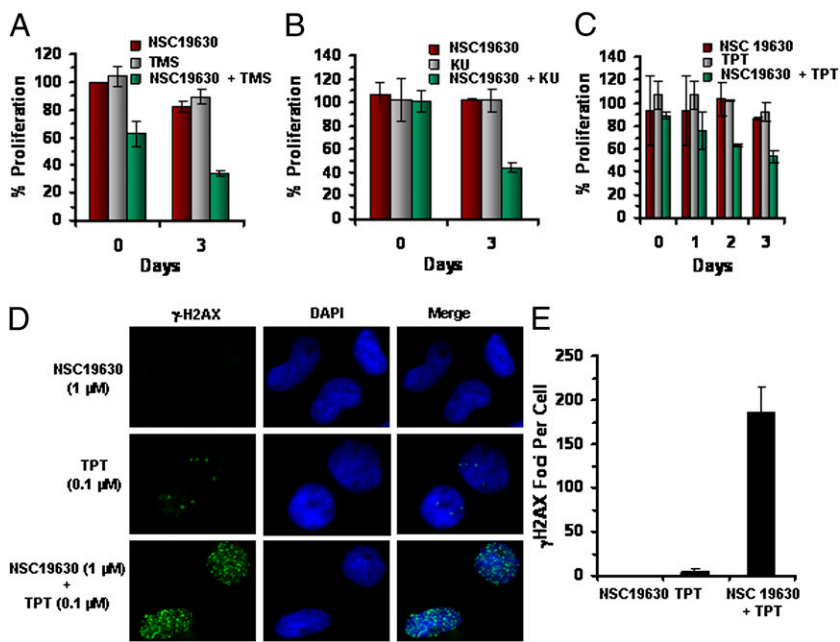 A
NSC19630
TMS
NSC19630 + TMS
% Proliferation
120
100
80
60
40
20
0
0 3
Days
B
NSC19630
KU
NSC19630 + KU
% Proliferation
140
120
100
80
60
40
20
0
0 3
Days
C
NSC 19630
TPT
NSC19630 + TPT
% Proliferation
140
120
100
80
60
40
20
0
0 1 2 3
Days
D
γ-H2AX DAPI Merge
NSC19630
(1 µM)
TPT
(0.1 µM)
NSC19630 (1 µM)
+
TPT (0.1 µM)
E
γH2AX Foci Per Cell
250
200
150
100
50
0
NSC19630 TPT NSC 19630
+ TPT